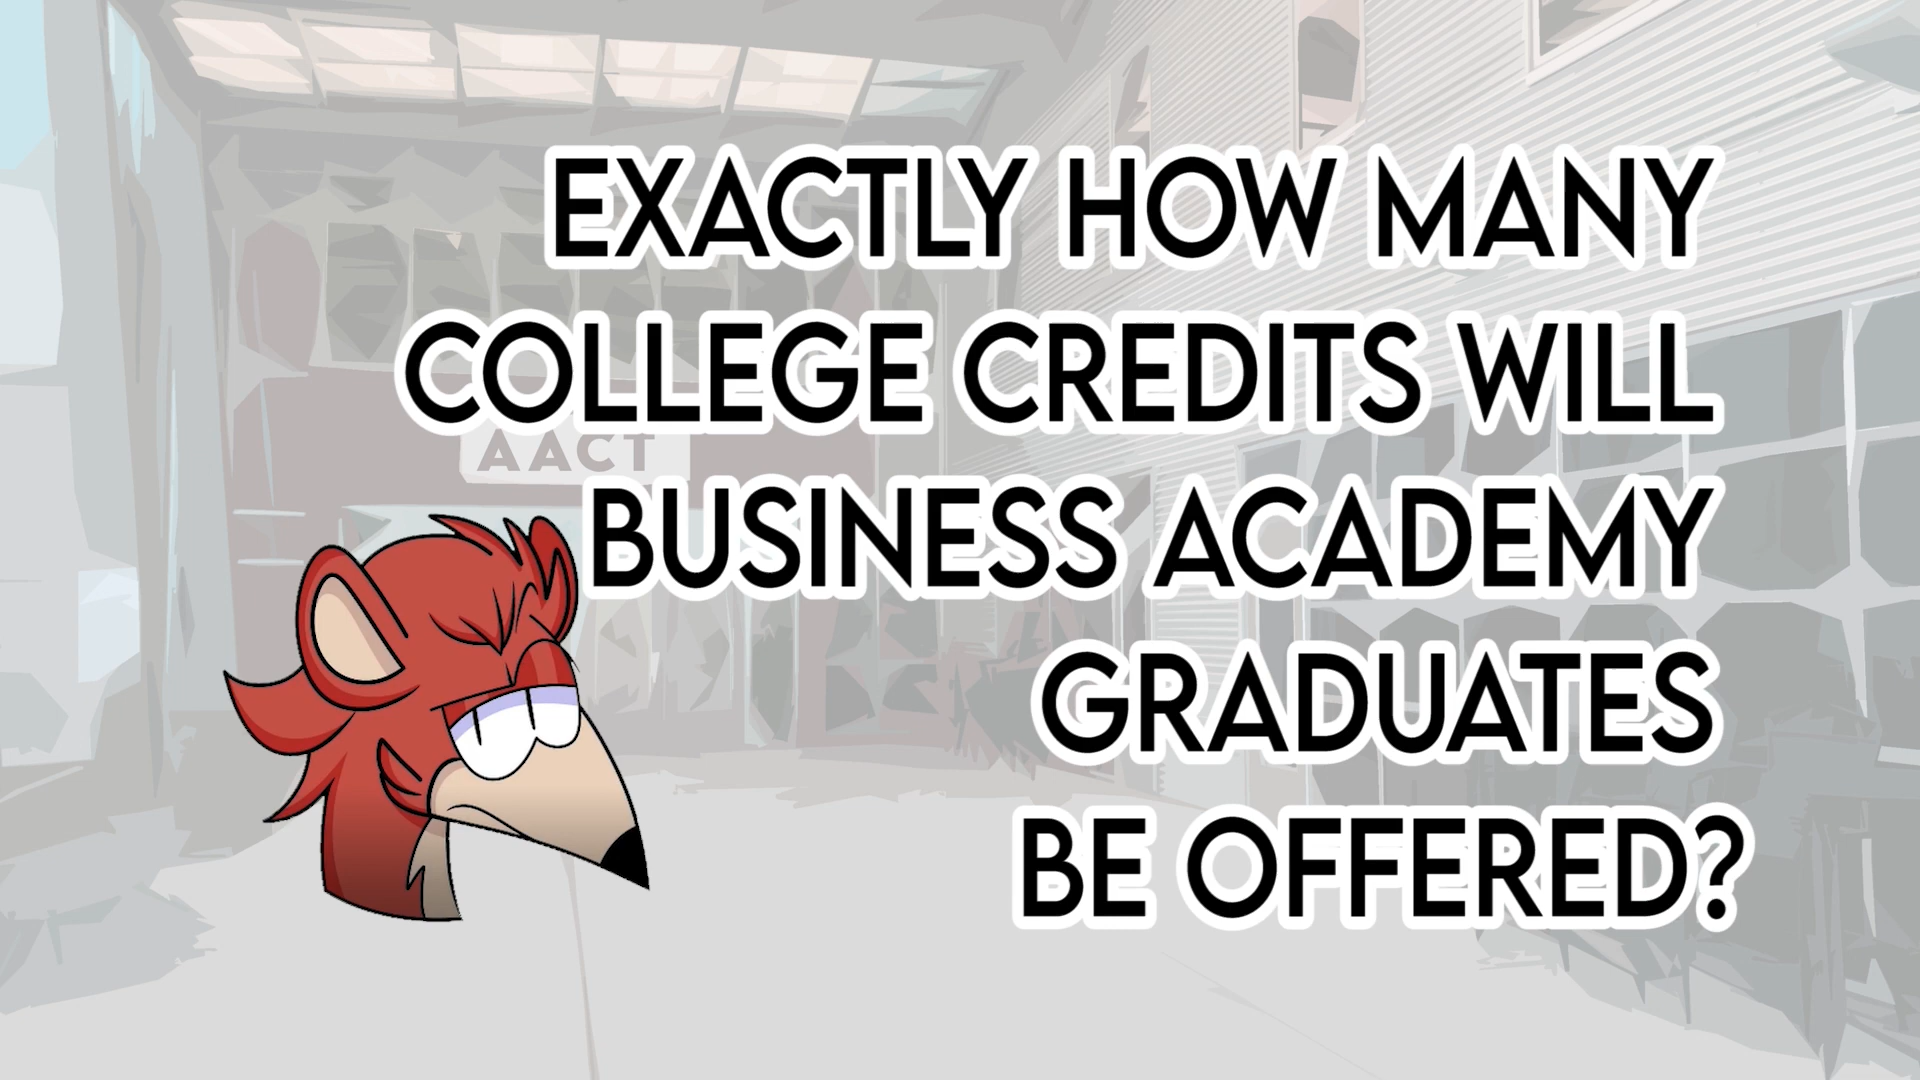 EXACTLY HOW MANY
COLLEGE CREDITS WILL
AACT
BUSINESS ACADEMY
GRADUATES
BE OFFERED?